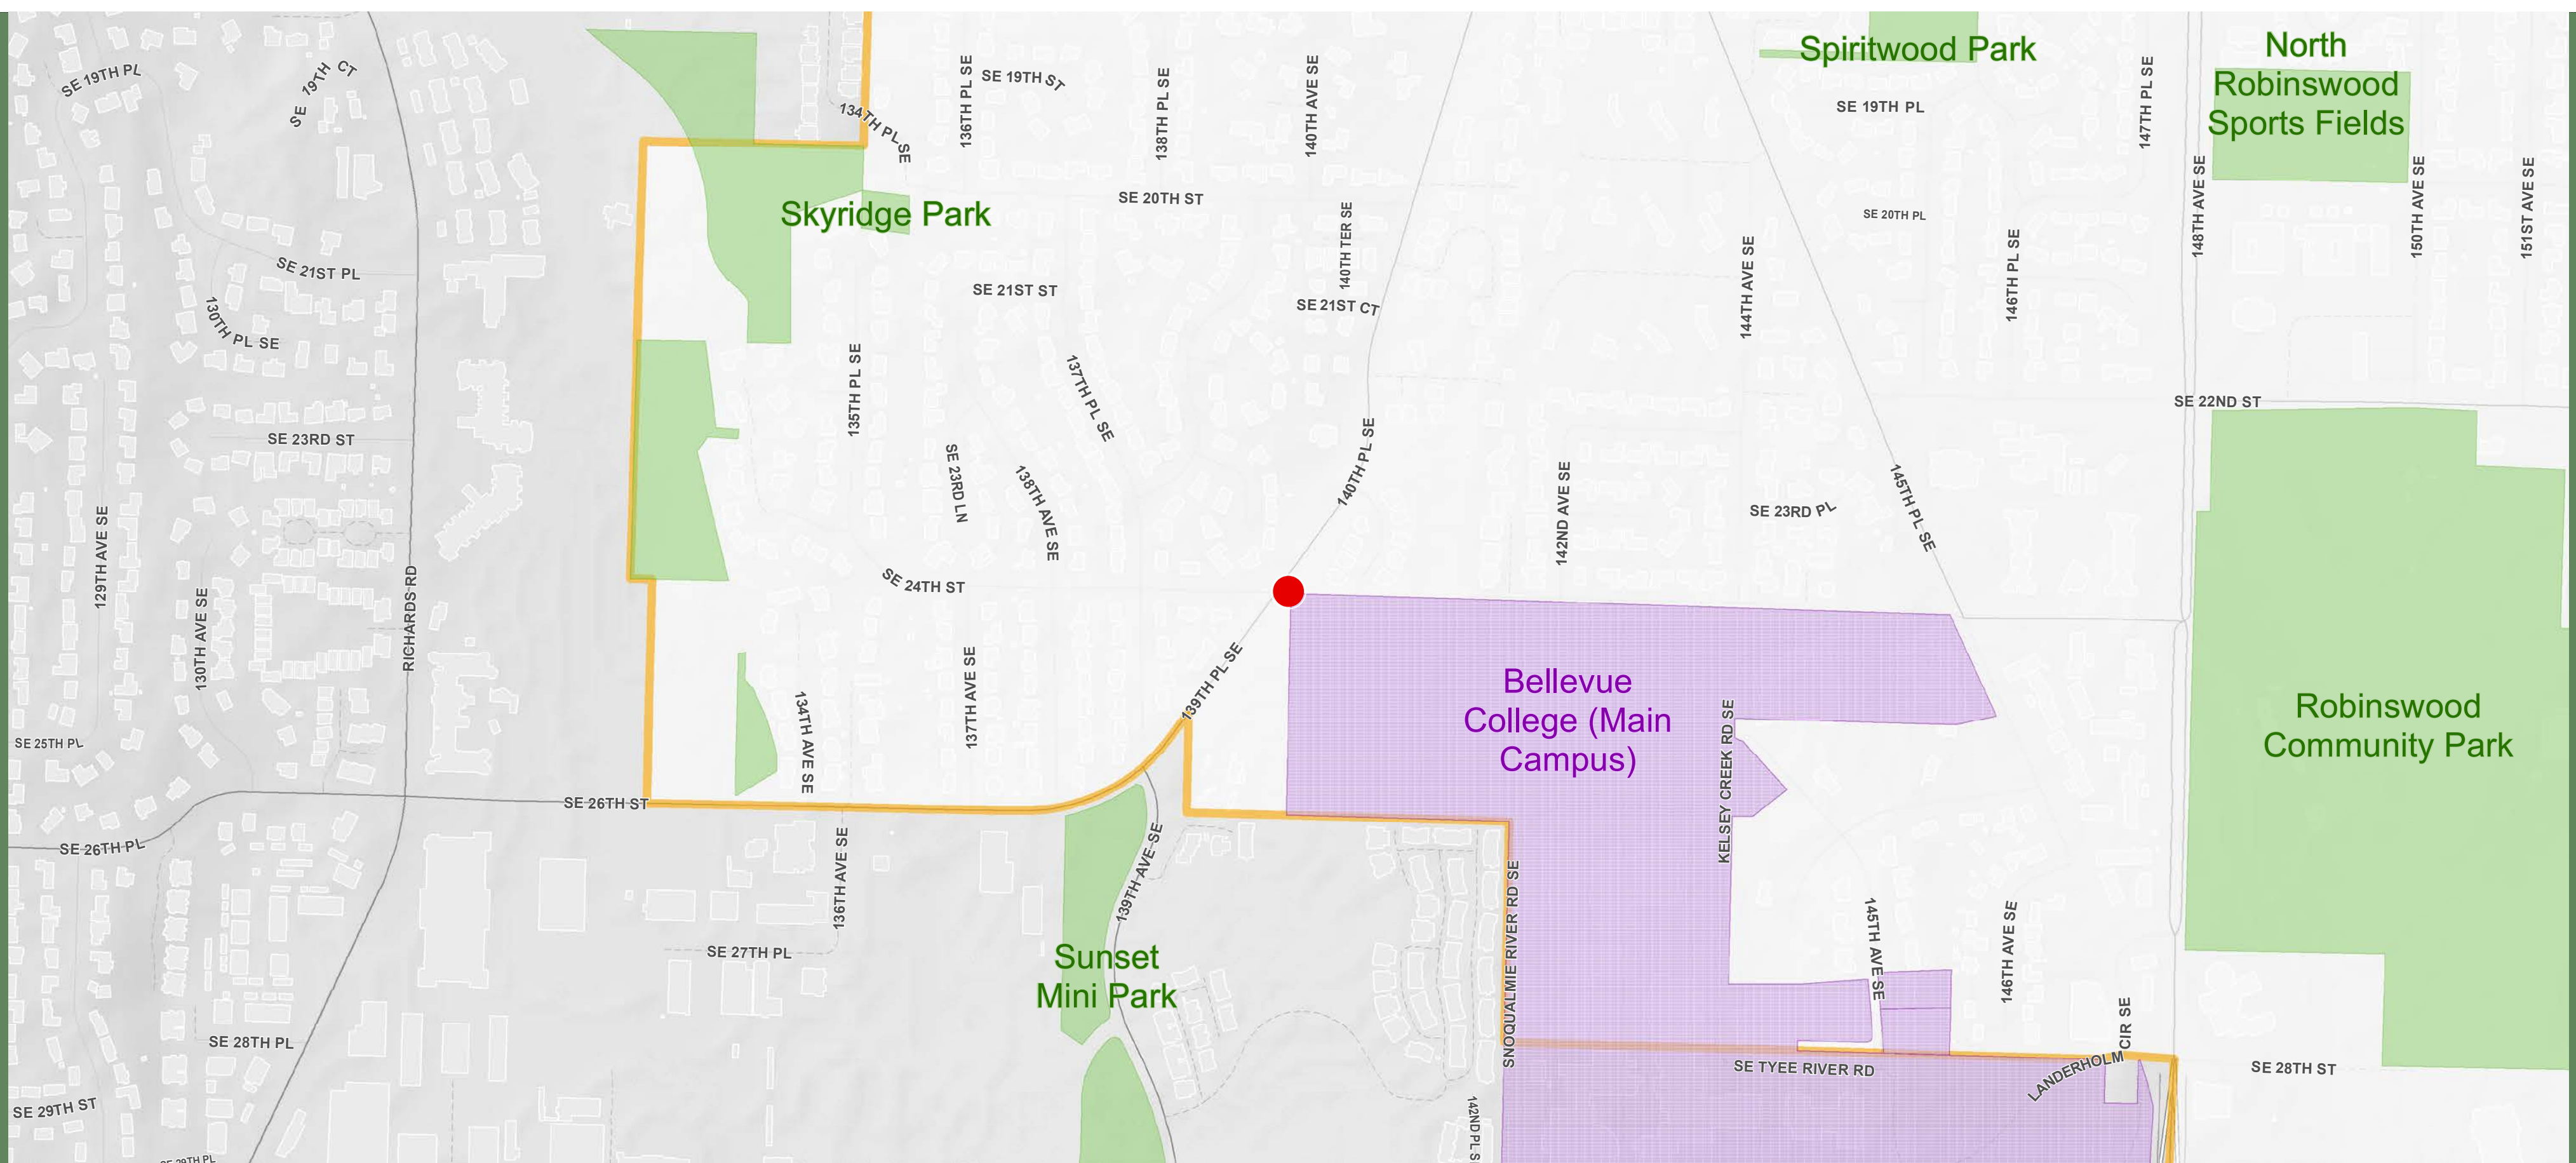 SE 19TH PL
SE 19TH CT
134TH PL SE
136TH PL SE
SE 19TH ST
138TH PL SE
140TH AVE SE
Spiritwood Park
SE 19TH PL
147TH PL SE
North
Robinswood
Sports Fields
148TH AVE SE
150TH AVE SE
151ST AVE SE
Skyridge Park
SE 20TH ST
140TH TER SE
SE 20TH PL
144TH AVE SE
146TH PL SE
SE 21ST PL
130TH PL SE
SE 21ST ST
SE 21ST CT
135TH PL SE
137TH PL SE
SE 22ND ST
SE 23RD ST
SE 23RD LN
138TH AVE SE
140TH PL SE
142ND AVE SE
SE 23RD PL
145TH PL SE
129TH AVE SE
130TH AVE SE
RICHARDS RD
SE 24TH ST
139TH PL SE
134TH AVE SE
137TH AVE SE
Bellevue
College (Main
Campus)
KELSEY CREEK RD SE
Robinswood
Community Park
SE 25TH PL
SE 26TH ST
SE 26TH PL
136TH AVE SE
139TH AVE SE
SNOQUALMIE RIVER RD SE
145TH AVE SE
146TH AVE SE
SE 27TH PL
Sunset
Mini Park
SE 28TH PL
SE TYEE RIVER RD
LANDERHOLM CIR SE
SE 28TH ST
SE 29TH ST
142ND PL S
SE 29TH PL